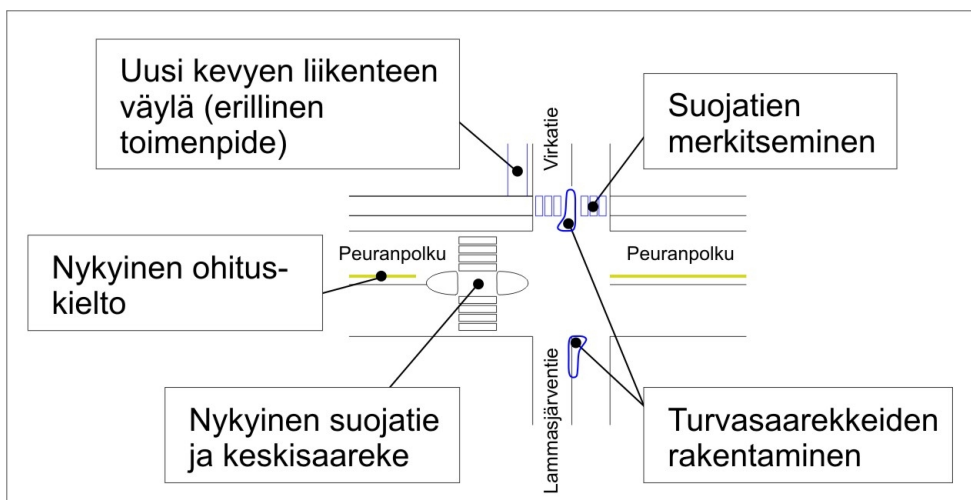 Uusi kevyen liikenteen
väylä (erillinen
toimenpide)
Virkatie
Suojatien
merkitseminen
Peuranpolku
Peuranpolku
Nykyinen ohitus-
kielto
Nykyinen suojatie
ja keskisaareke
Lammasjärventie
Turvasaarekkeiden
rakentaminen